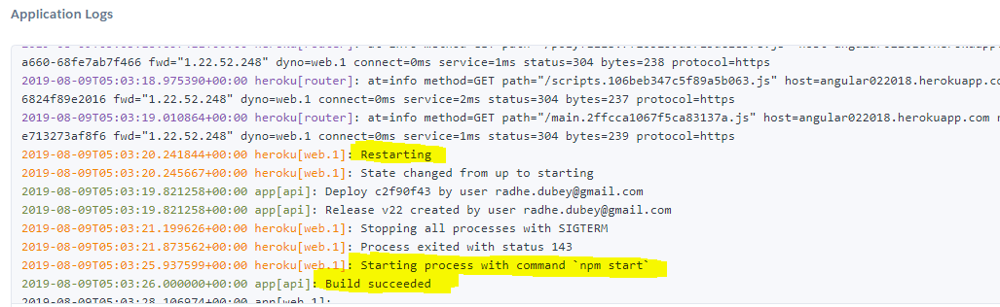 Application Logs
a660-68fe7ab7f466 fwd="1.22.52.248" dyno=web.1 connect=0ms service=1ms status=304 bytes=238 protocol=https
2019-08-09T05:03:18.975390+00:00 heroku[router]: at=info method=GET path="/scripts.106beb347c5f89a5b063.js" host=angular022018.herokuapp.co
6824f89e2016 fwd="1.22.52.248" dyno=web.1 connect=0ms service=2ms status=304 bytes=237 protocol=https
2019-08-09T05:03:19.010864+00:00 heroku[router]: at=info method=GET path="/main.2ffcca1067f5ca83137a.js" host=angular022018.herokuapp.com r
e713273af8f6 fwd="1.22.52.248" dyno=web.1 connect=0ms service=1ms status=304 bytes=239 protocol=https
2019-08-09T05:03:20.241844+00:00 heroku[web.1]: Restarting
2019-08-09T05:03:20.245667+00:00 heroku[web.1]: State changed from up to starting
2019-08-09T05:03:19.821258+00:00 app[api]: Deploy c2f90f43 by user radhe.dubey@gmail.com
2019-08-09T05:03:19.821258+00:00 app[api]: Release v22 created by user radhe.dubey@gmail.com
2019-08-09T05:03:21.199626+00:00 heroku[web.1]: Stopping all processes with SIGTERM
2019-08-09T05:03:21.873562+00:00 heroku[web.1]: Process exited with status 143
2019-08-09T05:03:25.937599+00:00 heroku[web.1]: Starting process with command `npm start`
2019-08-09T05:03:26.000000+00:00 app[api]: Build succeeded
2019-08-09T05:03:28.106974+00:00 app[web.1]: